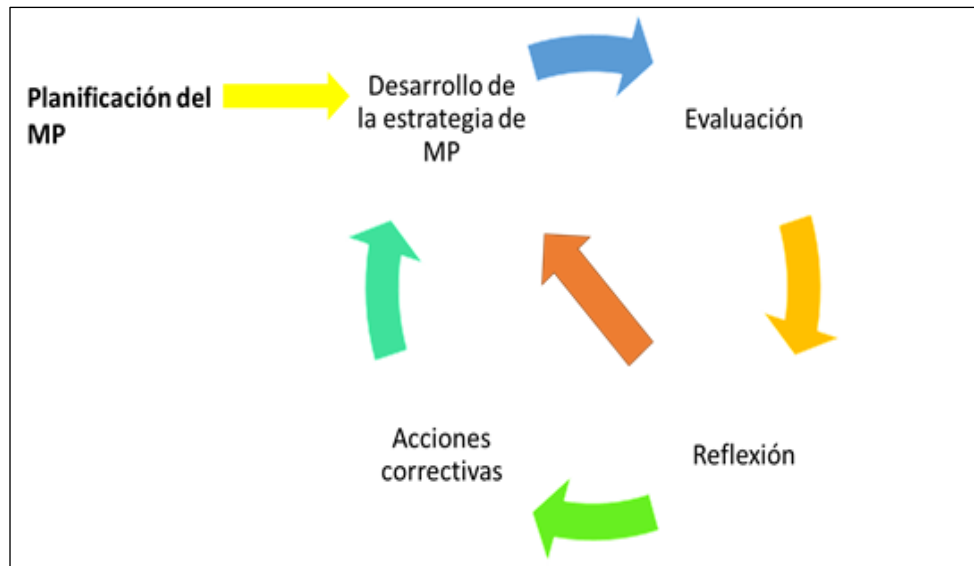 Planificación del
MP
Desarrollo de
la estrategia de
MP
Evaluación
Acciones
correctivas
Reflexión